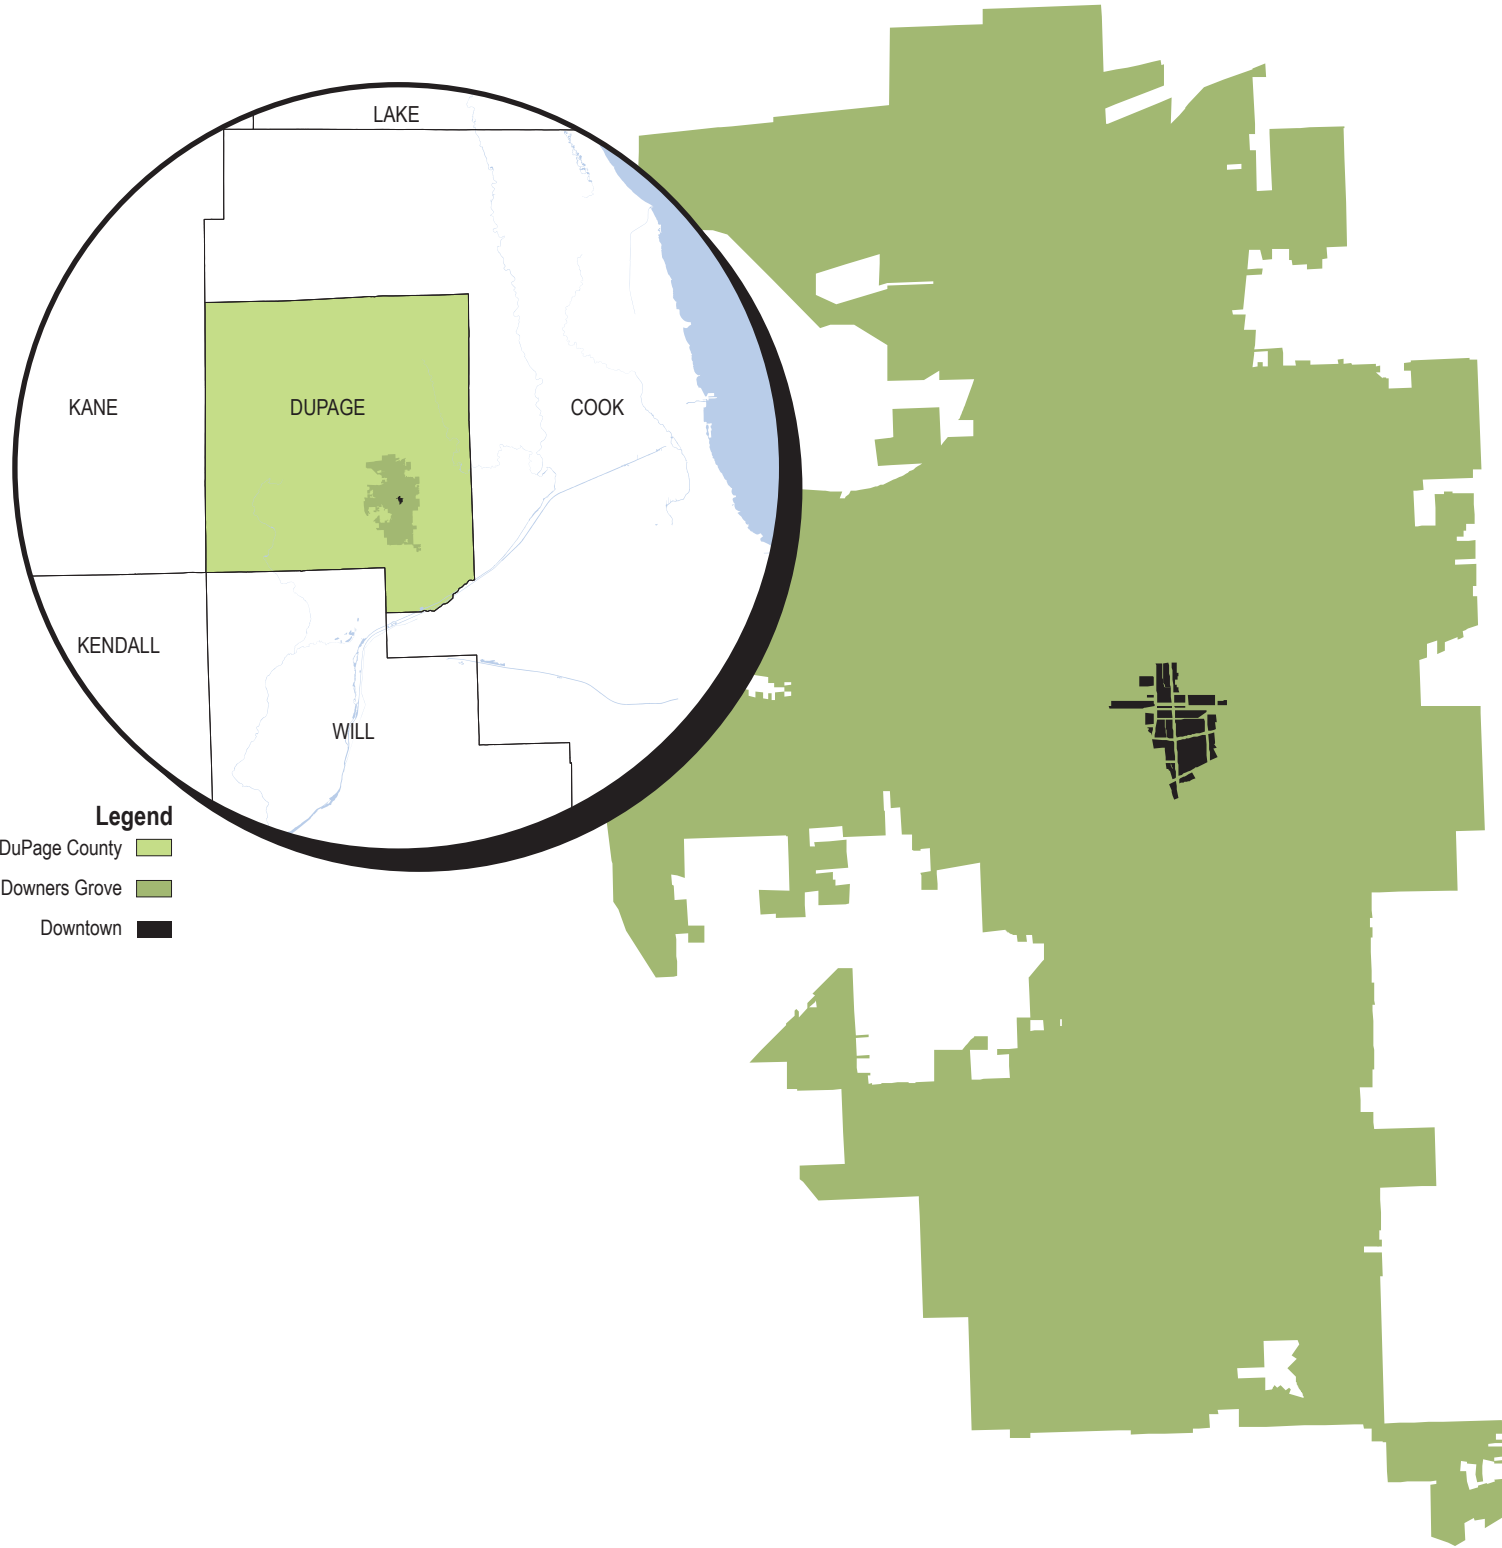 LAKE
KANE
DUPAGE
COOK
KENDALL
WILL
Legend
DuPage County
Downers Grove
Downtown